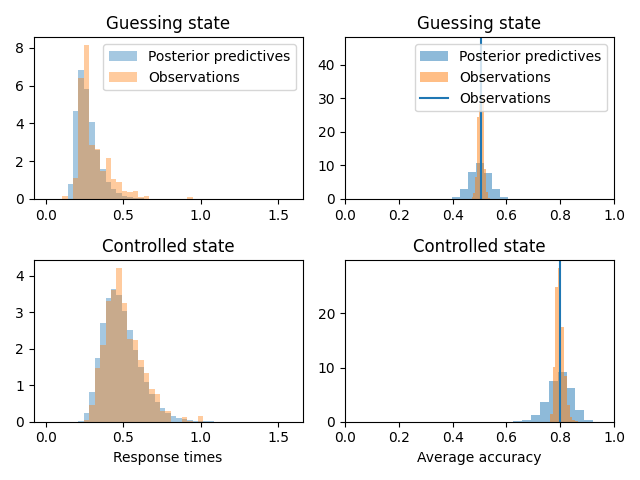 Guessing state
8
6
4
2
0
0.0 0.5 1.0 1.5
Posterior predictives
Observations
Guessing state
40
30
20
10
0
0.0 0.2 0.4 0.6 0.8 1.0
Posterior predictives
Observations
Observations
Controlled state
4
3
2
1
0
0.0 0.5 1.0 1.5
Response times
Controlled state
20
10
0
0.0 0.2 0.4 0.6 0.8 1.0
Average accuracy